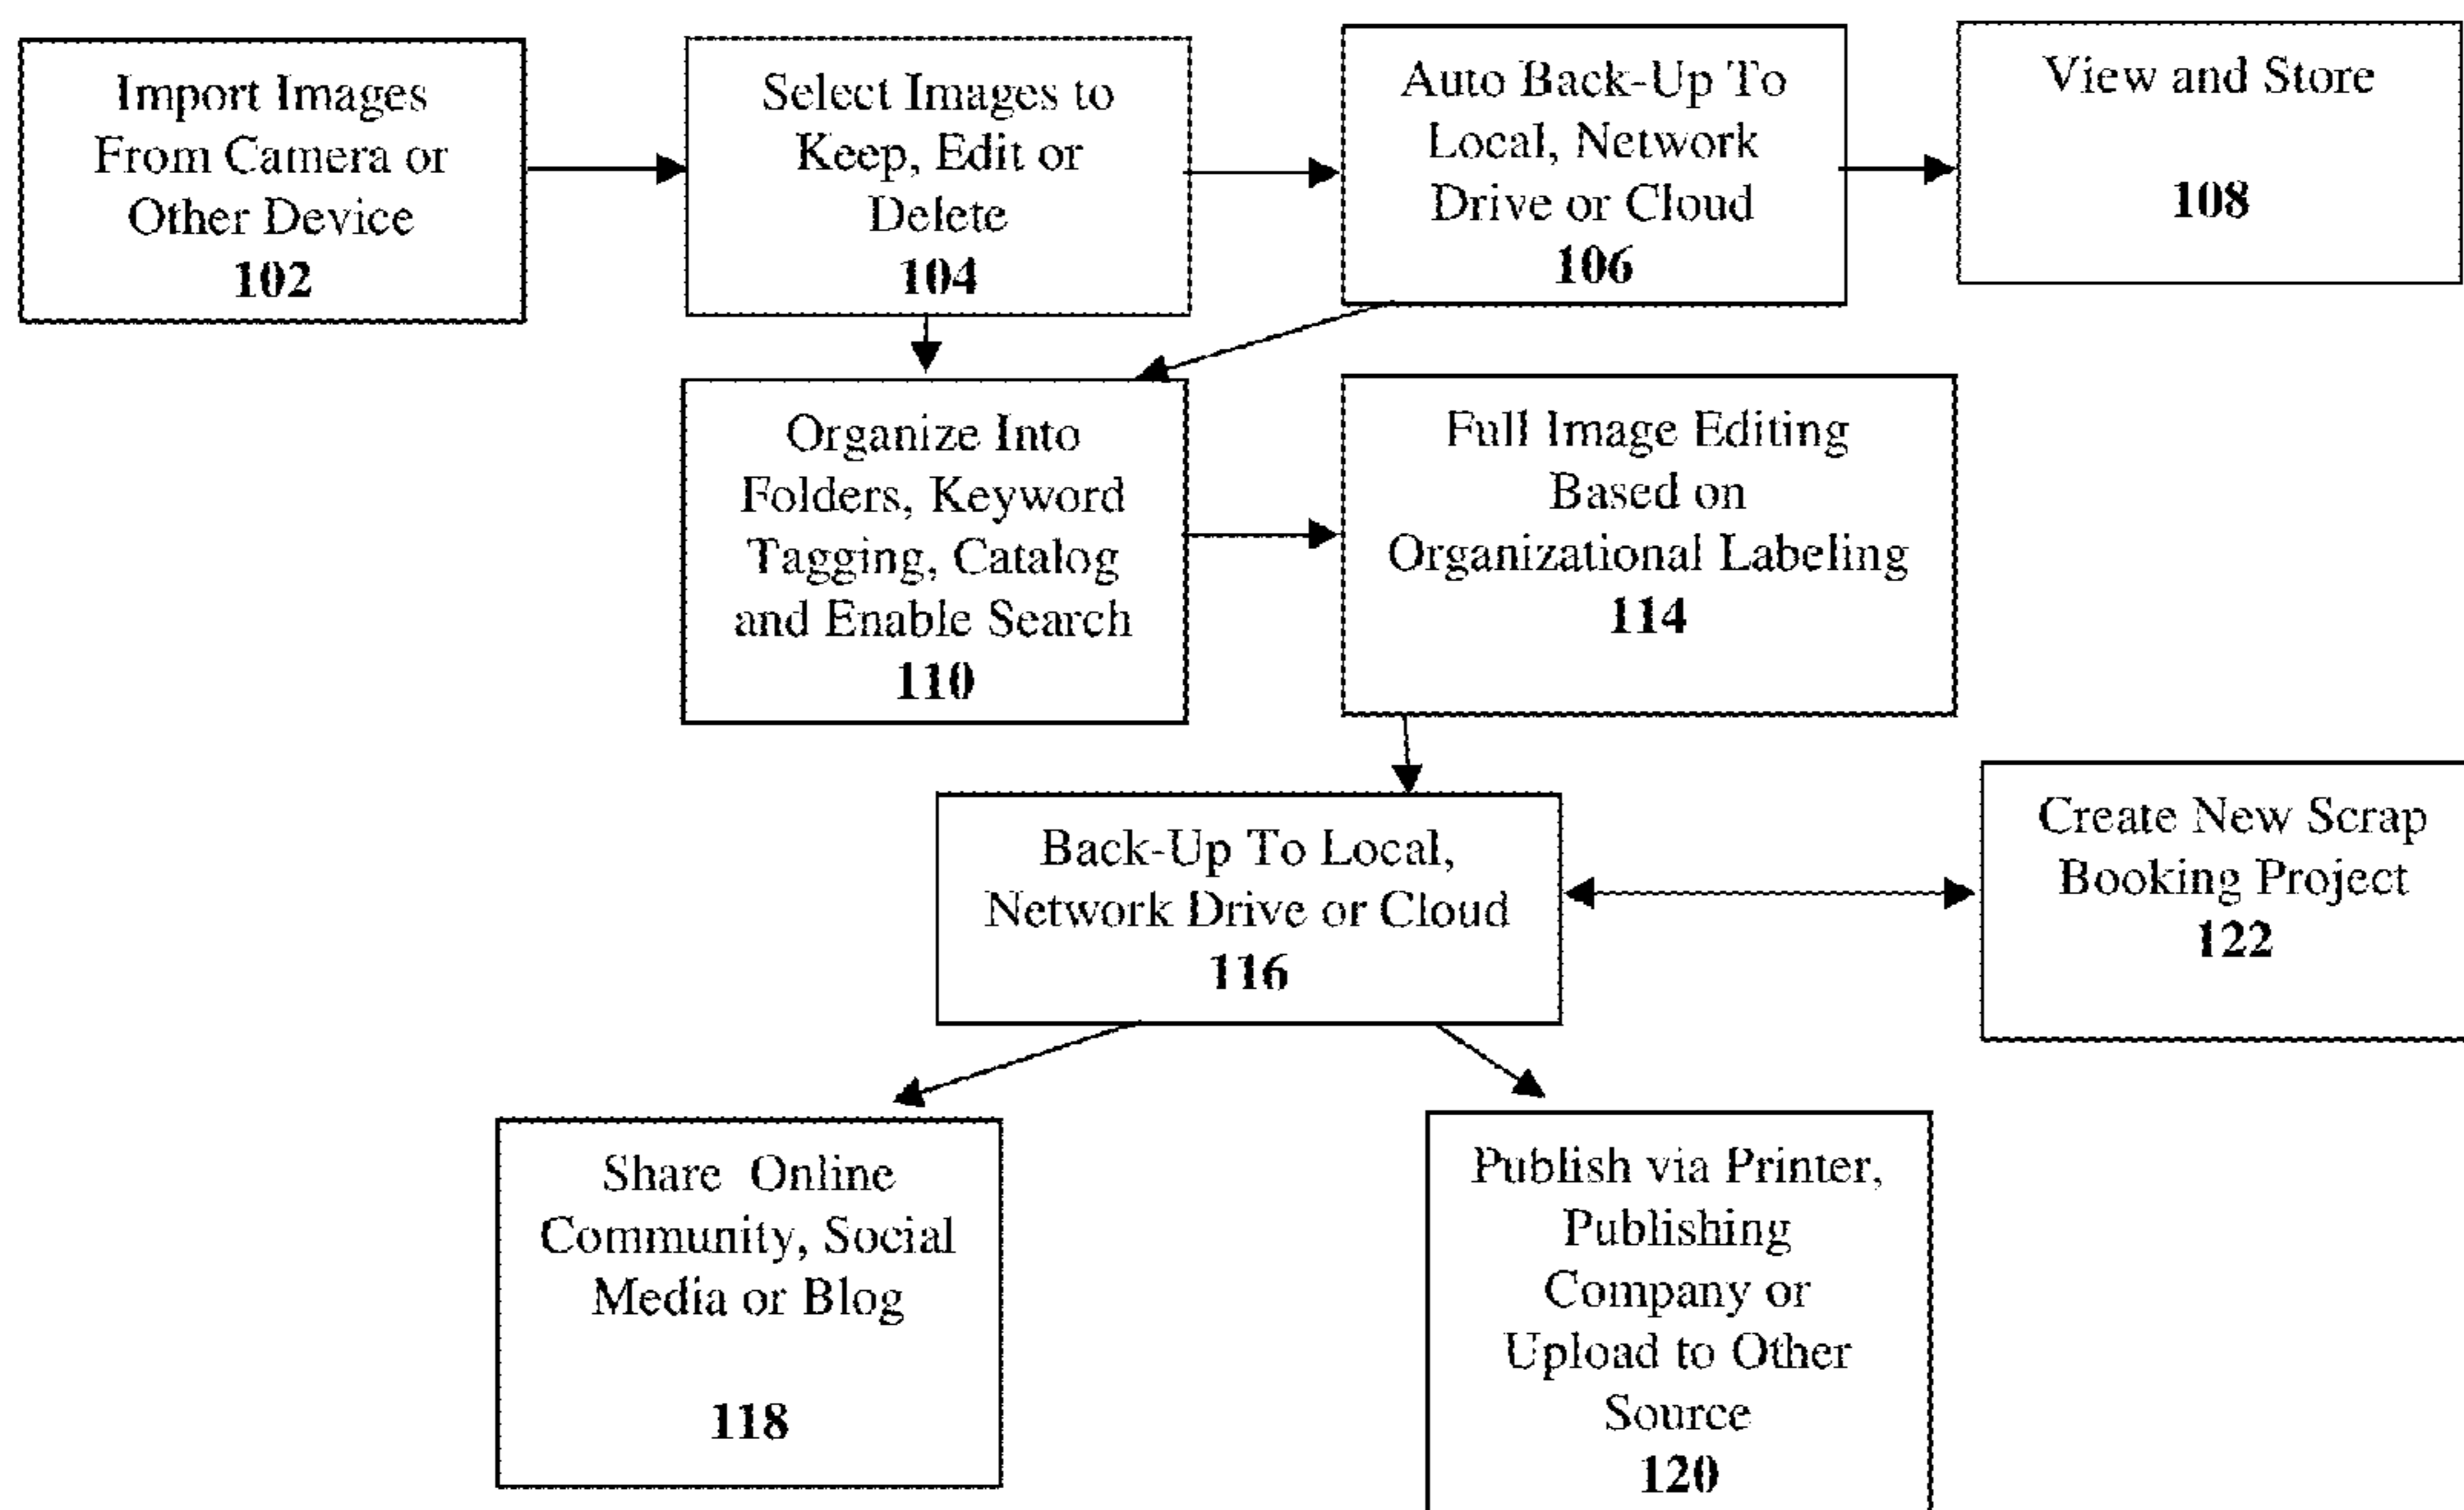 Import Images
From Camera or
Other Device
102
Select Images to
Keep, Edit or
Delete
104
Auto Back-Up To
Local, Network
Drive or Cloud
106
View and Store
108
Organize Into
Folders, Keyword
Tagging, Catalog
and Enable Search
110
Full Image Editing
Based on
Organizational Labeling
114
Back-Up To Local,
Network Drive or Cloud
116
Create New Scrap
Booking Project
122
Share Online
Community, Social
Media or Blog
118
Publish via Printer,
Publishing
Company or
Upload to Other
Source
120